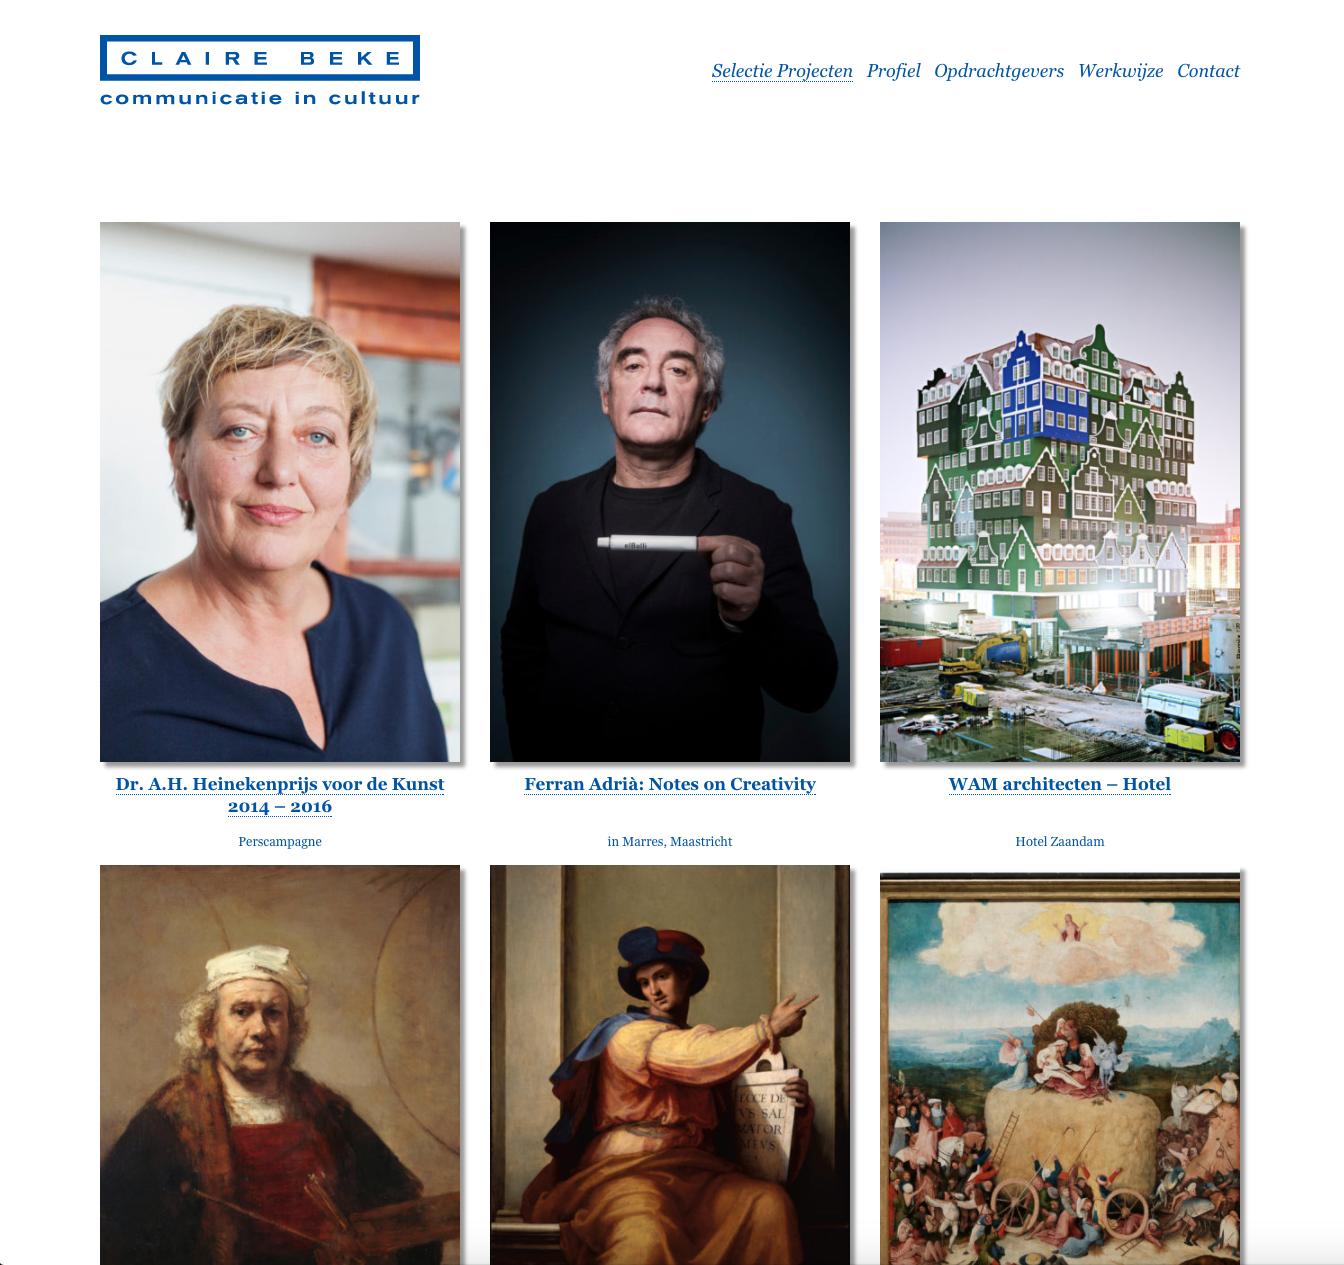 CLAIRE BEKE
communicatie in cultuur
Selectie Projecten Profiel Opdrachtgevers Werkwijze Contact
elBulli
Dr. A.H. Heinekenprijs voor de Kunst
2014 – 2016
Perscampagne
Ferran Adrià: Notes on Creativity
in Marres, Maastricht
WAM architecten – Hotel
Hotel Zaandam
ECCE DE
VS SAL
VATOR
MEVS